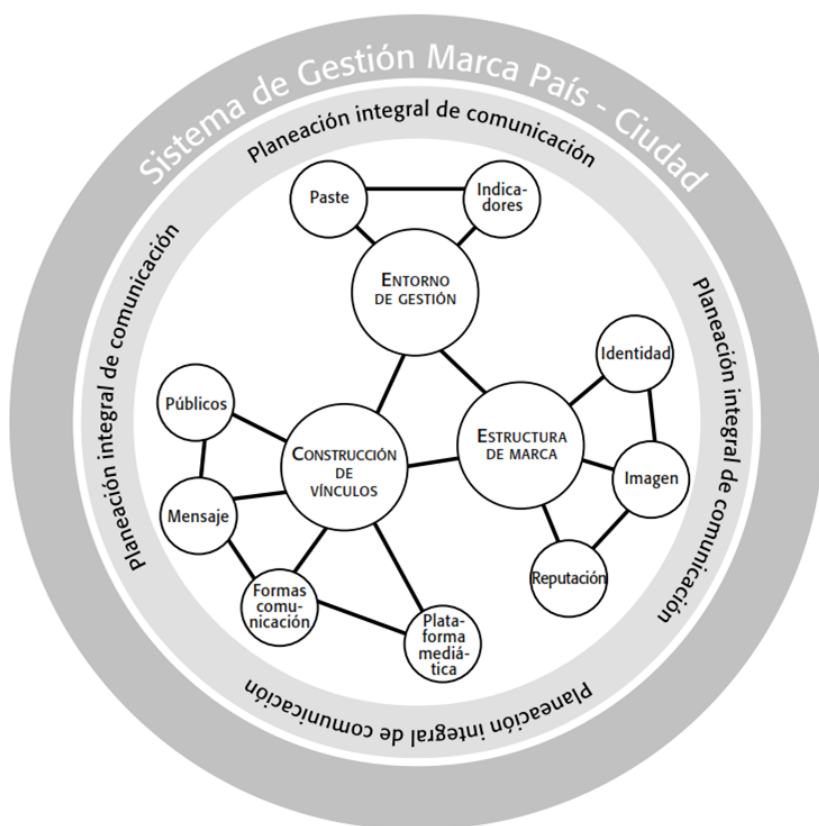 Sistema de Gestión Marca País - Ciudad
Planeación integral de comunicación
Paste
Indica-
dores
ENTORNO
DE GESTIÓN
Planeación integral de comunicación
Planeación integral de comunicación
Identidad
Públicos
CONSTRUCCIÓN
DE
VÍNCULOS
ESTRUCTURA
DE MARCA
Imagen
Mensaje
Reputación
Formas
comu-
nicación
Plata-
forma
mediá-
tica
Planeación integral de comunicación